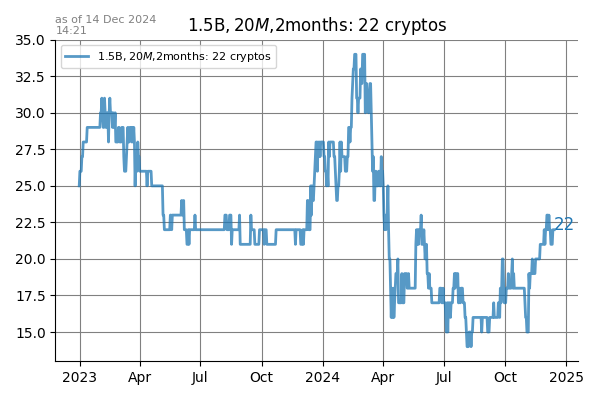 as of 14 Dec 2024
14:21
1.5B, 20M,2months: 22 cryptos
1.5B, 20M,2months: 22 cryptos
35.0
32.5
30.0
27.5
25.0
22.5
22
20.0
17.5
15.0
2023 Apr Jul Oct 2024 Apr Jul Oct 2025